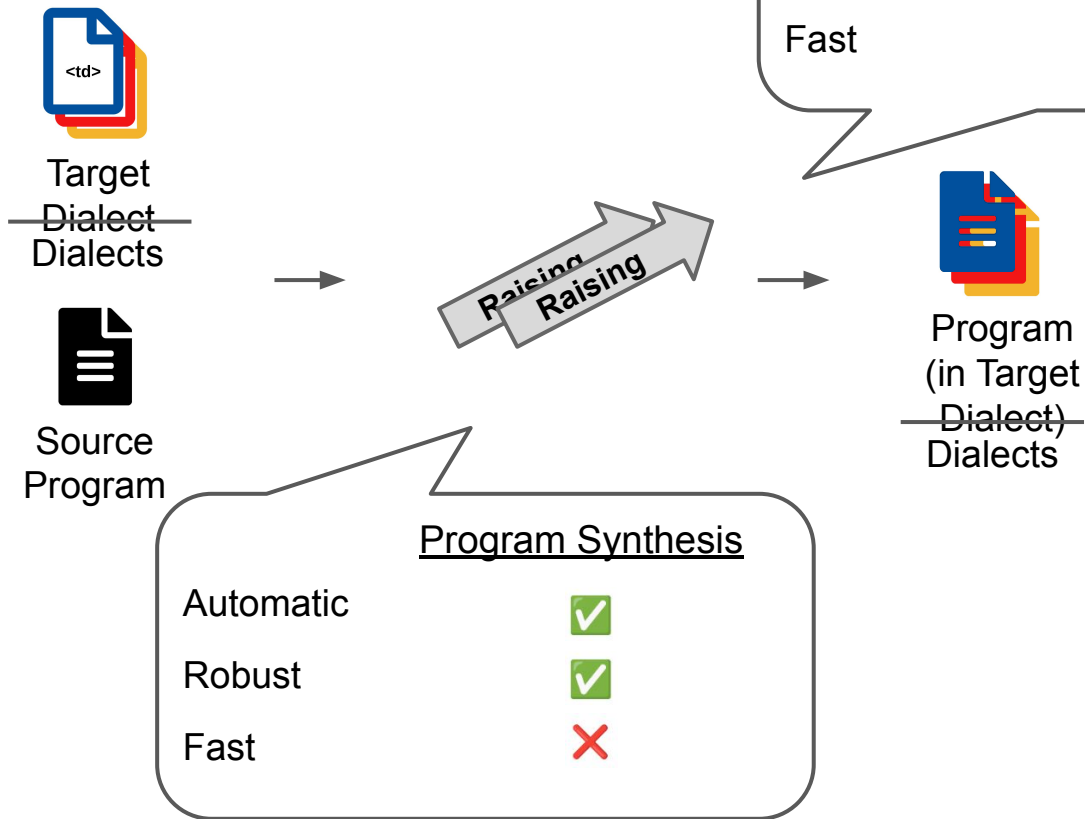 <td>
Target
Dialect
Dialects
Source
Program
Raising
Raising
Fast
Program
(in Target
Dialect)
Dialects
Program Synthesis
Automatic ✅
Robust ✅
Fast ❌